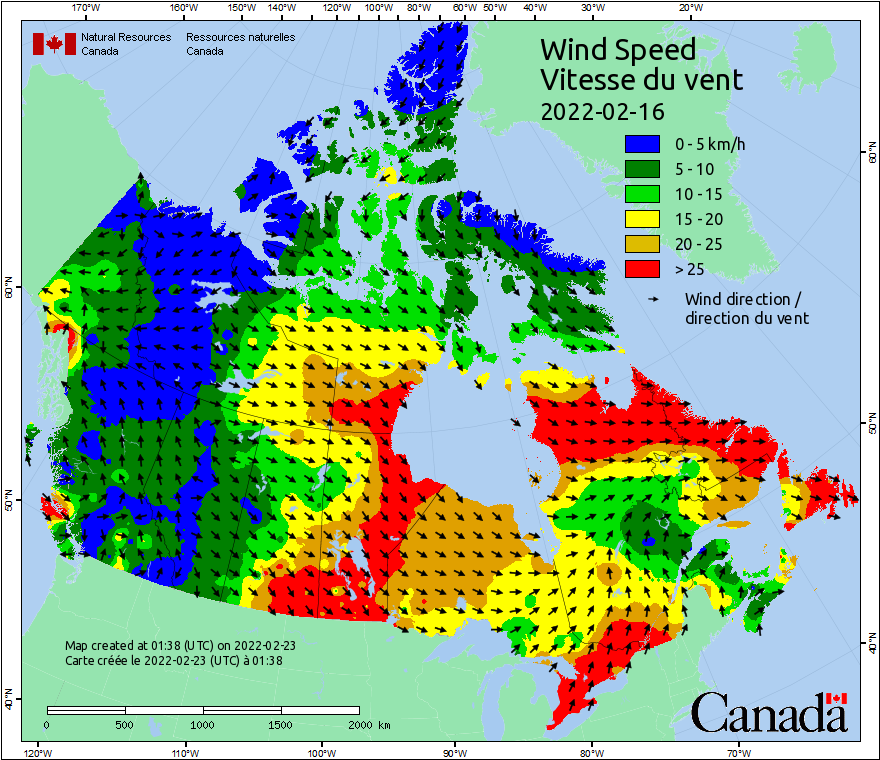 170°W 160°W 150°W 140°W 120°W 110°W 100°W 80°W 60°W 50°W 40°W 30°W 20°W
Natural Resources Ressources naturelles
Canada Canada
Wind Speed
Vitesse du vent
2022-02-16
0 - 5 km/h
5 - 10
10 - 15
15 - 20
20 - 25
> 25
Wind direction /
direction du vent
60°N 60°N
50°N 50°N
40°N 40°N
Map created at 01:38 (UTC) on 2022-02-23
Carte créée le 2022-02-23 (UTC) à 01:38
0 500 1000 1500 2000 km
Canada
120°W 110°W 100°W 90°W 80°W 70°W